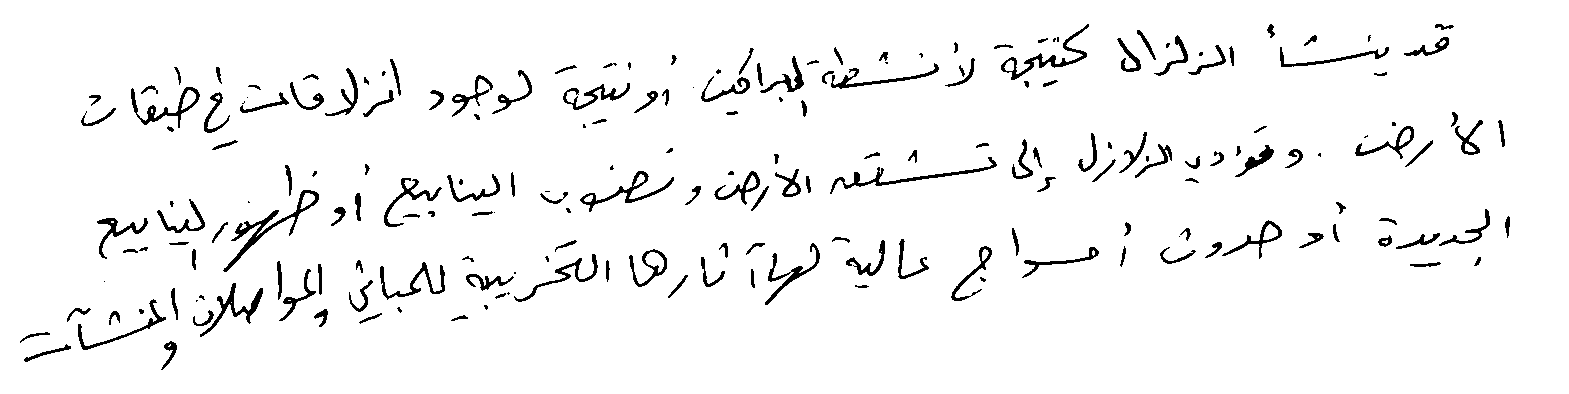 قد ينشأ الزلزال كنتيجة لأنشطة البراكين أو نتيجة لوجود انزلاقات في طبقات
الأرض . وتؤدي الزلازل إلى تشقق الأرض ونضوب الينابيع أو ظهور الينابيع
الجديدة أو حدوث أمواج عالية لها آثارها التخريبية للمباني والمواصلات والمنشآت